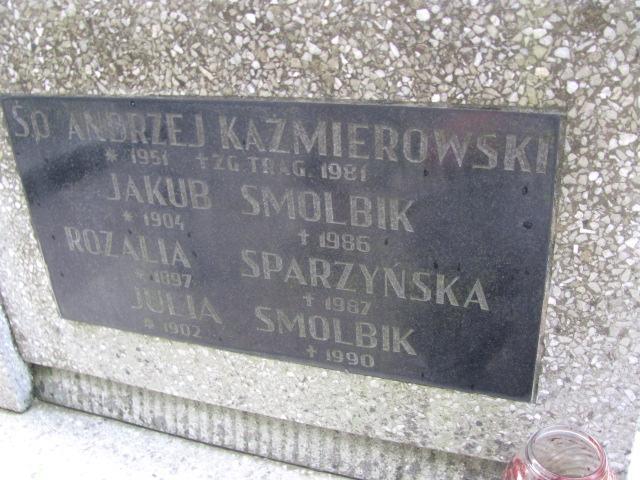 ŚP ANDRZEJ KAŹMIEROWSKI
* 1951 +ZG.TRAG. 1981
JAKUB SMOLBIK
* 1904 + 1986
ROZALIA SPARZYŃSKA
* 1897 + 1987
JULIA SMOLBIK
* 1902 + 1990